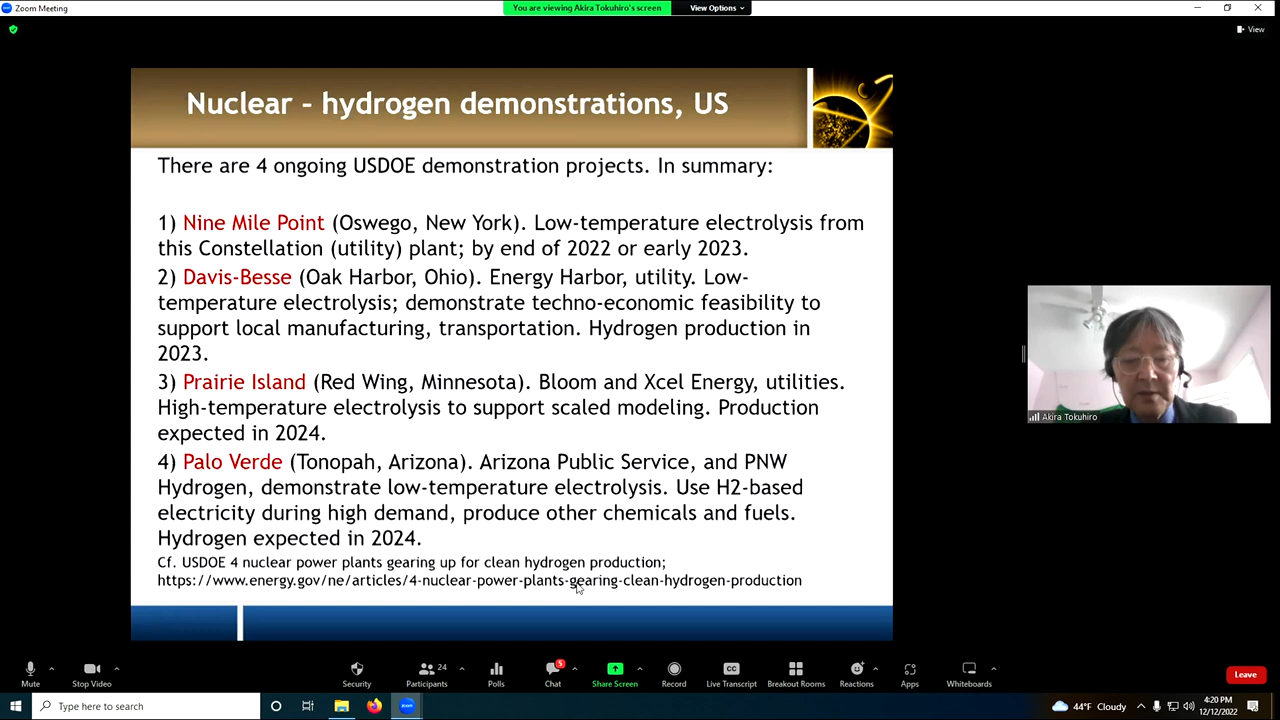 Zoom Meeting
You are viewing Akira Tokuhiro's screen
View Options
View
Nuclear – hydrogen demonstrations, US
There are 4 ongoing USDOE demonstration projects. In summary:
1) Nine Mile Point (Oswego, New York). Low-temperature electrolysis from
this Constellation (utility) plant; by end of 2022 or early 2023.
2) Davis-Besse (Oak Harbor, Ohio). Energy Harbor, utility. Low-
temperature electrolysis; demonstrate techno-economic feasibility to
support local manufacturing, transportation. Hydrogen production in
2023.
3) Prairie Island (Red Wing, Minnesota). Bloom and Xcel Energy, utilities.
High-temperature electrolysis to support scaled modeling. Production
expected in 2024.
4) Palo Verde (Tonopah, Arizona). Arizona Public Service, and PNW
Hydrogen, demonstrate low-temperature electrolysis. Use H2-based
electricity during high demand, produce other chemicals and fuels.
Hydrogen expected in 2024.
Cf. USDOE 4 nuclear power plants gearing up for clean hydrogen production;
https://www.energy.gov/ne/articles/4-nuclear-power-plants-gearing-clean-hydrogen-production
Akira Tokuhiro
Mute
Stop Video
Security
Participants
24
Polls
Chat
5
Share Screen
Record
Live Transcript
Breakout Rooms
Reactions
Apps
Whiteboards
Leave
Type here to search
zoom
44°F Cloudy
4:20 PM
12/12/2022